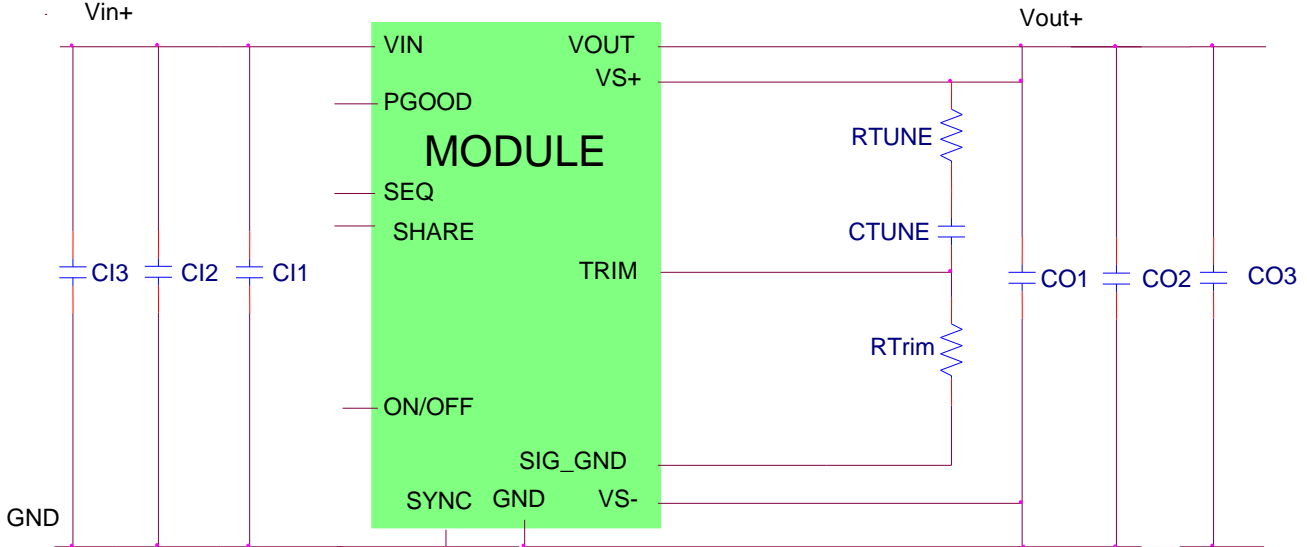 Vin+
Vout+
VIN
VOUT
VS+
PGOOD
MODULE
RTUNE
SEQ
SHARE
CTUNE
TRIM
CI3
CI2
CI1
CO1
CO2
CO3
RTrim
ON/OFF
SIG_GND
SYNC
GND
VS-
GND